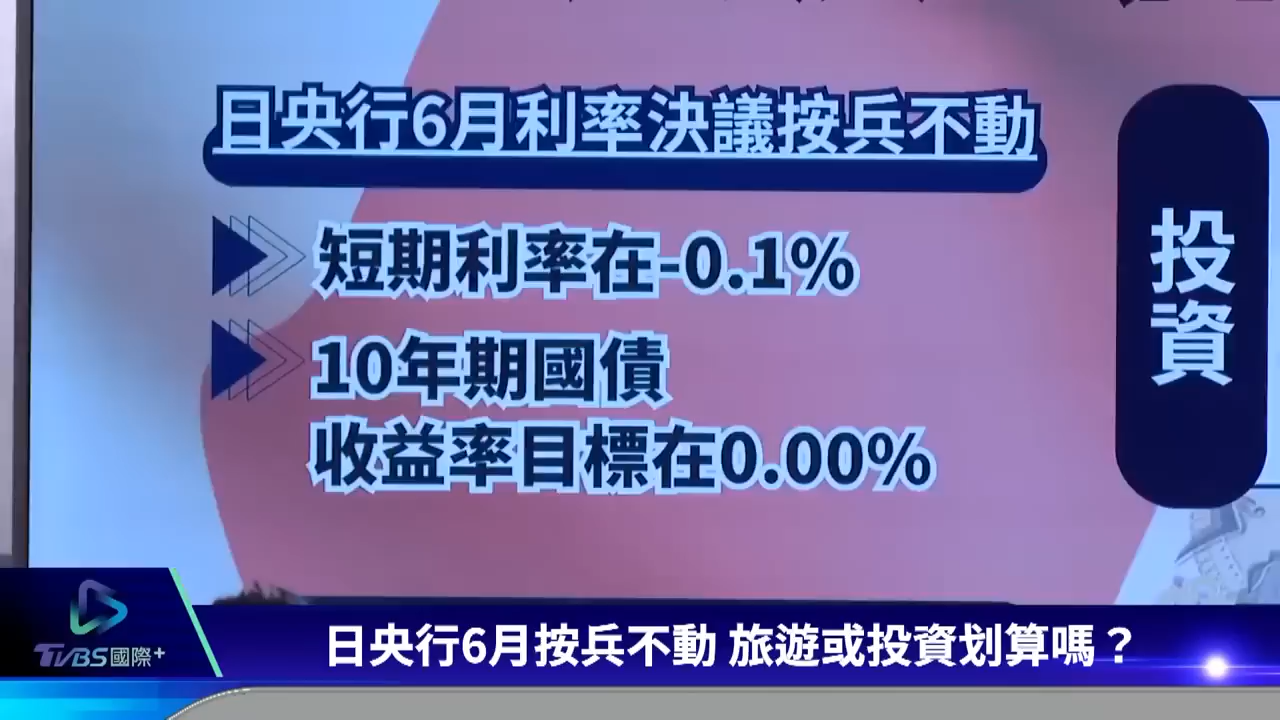 日央行6月利率決議按兵不動
短期利率在-0.1%
10年期國債
收益率目標在0.00%
投資
TVBS國際+
日央行6月按兵不動 旅遊或投資划算嗎？